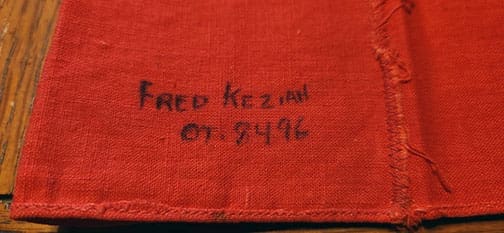 FRED KEZIAH
OT. 8496